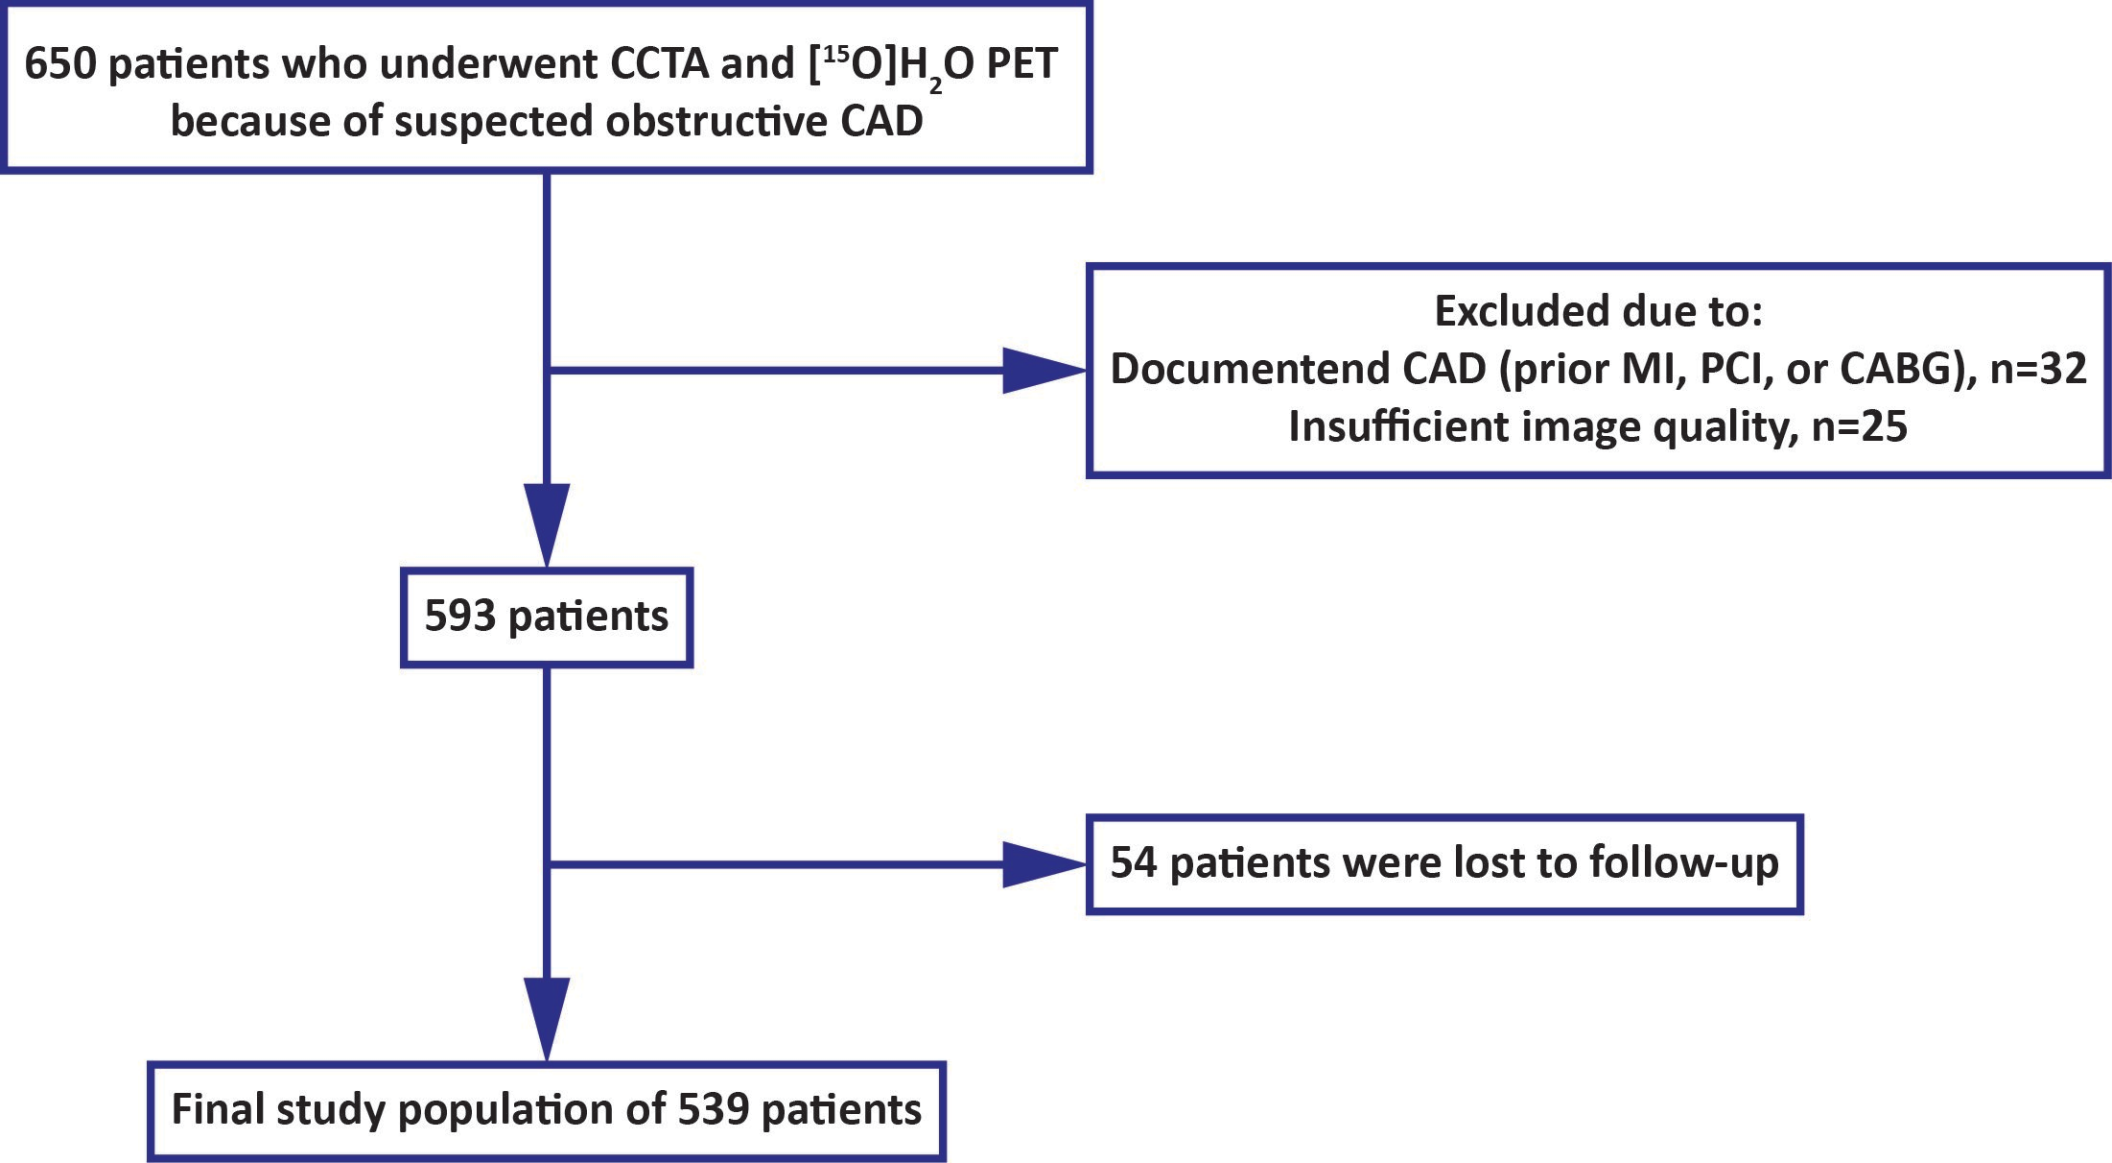 650 patients who underwent CCTA and [¹⁵O]H₂O PET
because of suspected obstructive CAD
Excluded due to:
Documentend CAD (prior MI, PCI, or CABG), n=32
Insufficient image quality, n=25
593 patients
54 patients were lost to follow-up
Final study population of 539 patients